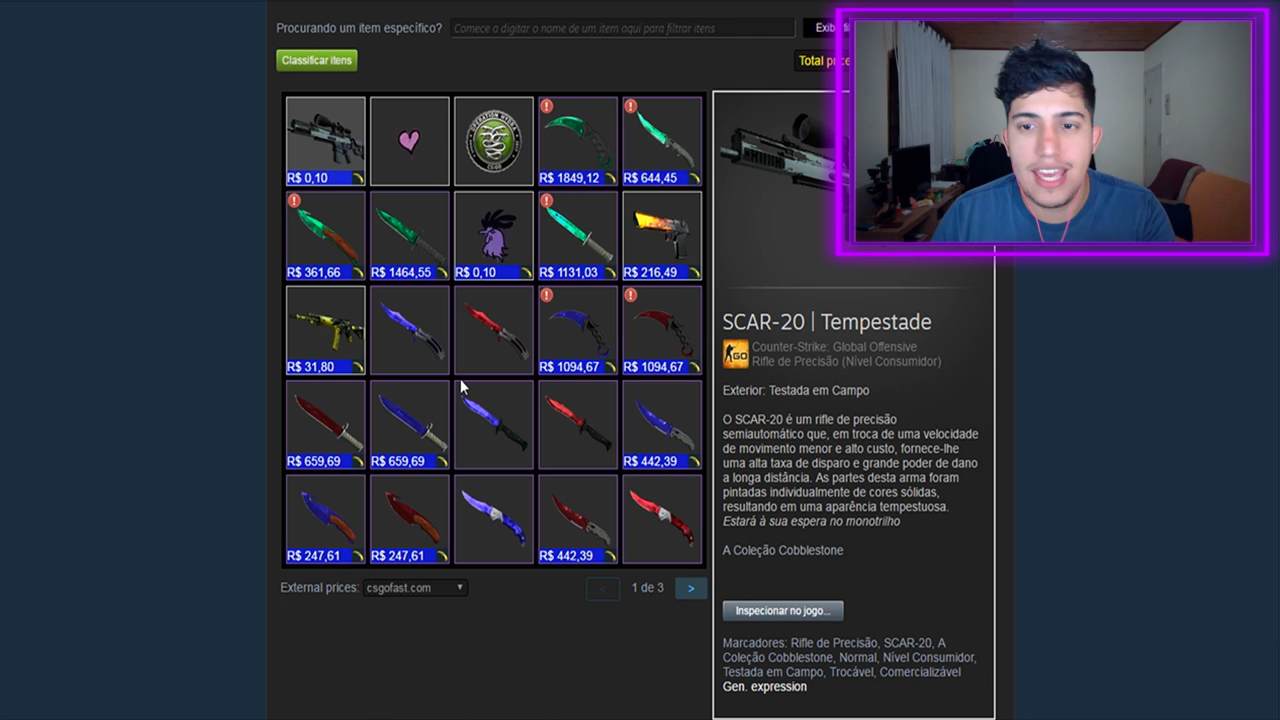 Procurando um item específico?
Comece a digitar o nome de um item aqui para filtrar itens
Classificar itens
Total
R$ 0,10
OPERATION HYDRA
CS:GO
R$ 1849,12
R$ 644,45
R$ 361,66
R$ 1464,55
R$ 0,10
R$ 1131,03
R$ 216,49
R$ 31,80
R$ 1094,67
R$ 1094,67
R$ 659,69
R$ 659,69
R$ 442,39
R$ 247,61
R$ 247,61
R$ 442,39
External prices:
csgofast.com
<
1 de 3
>
SCAR-20 | Tempestade
GO
Counter-Strike: Global Offensive
Rifle de Precisão (Nível Consumidor)
Exterior: Testada em Campo
O SCAR-20 é um rifle de precisão
semiautomático que, em troca de uma velocidade
de movimento menor e alto custo, fornece-lhe
uma alta taxa de disparo e grande poder de dano
a longa distância. As partes desta arma foram
pintadas individualmente de cores sólidas,
resultando em uma aparência tempestuosa.
Estará à sua espera no monotrilho
A Coleção Cobblestone
Inspecionar no jogo...
Marcadores: Rifle de Precisão, SCAR-20, A
Coleção Cobblestone, Normal, Nível Consumidor,
Testada em Campo, Trocável, Comercializável
Gen. expression